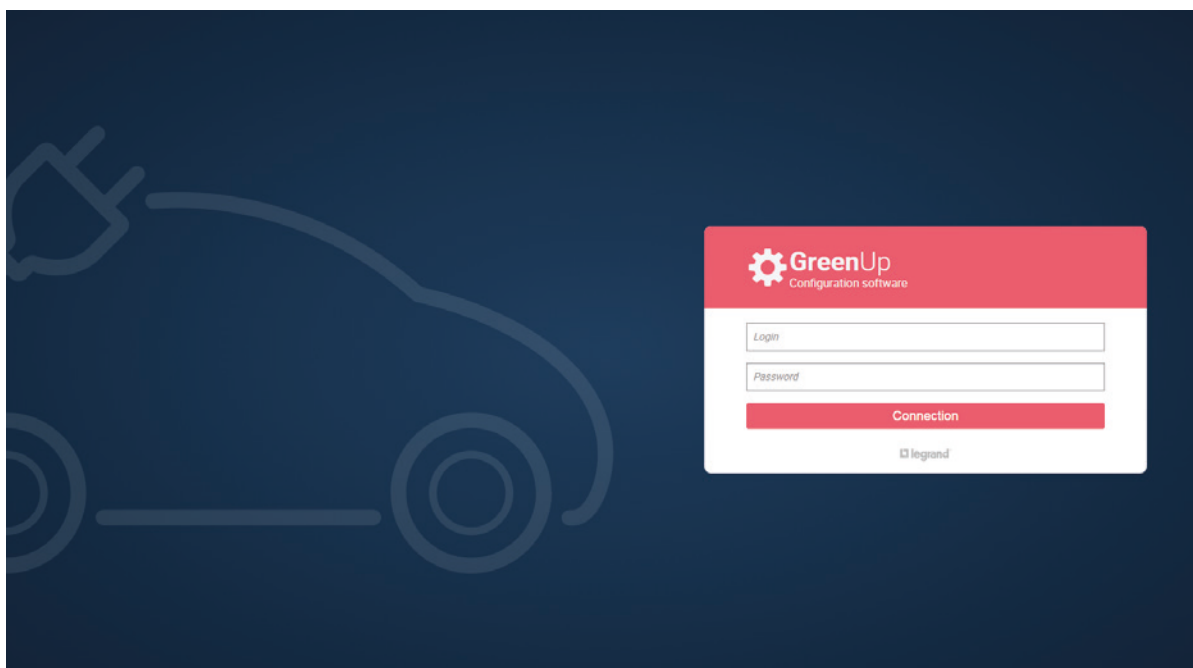 GreenUp
Configuration software
Login
Password
Connection
legrand